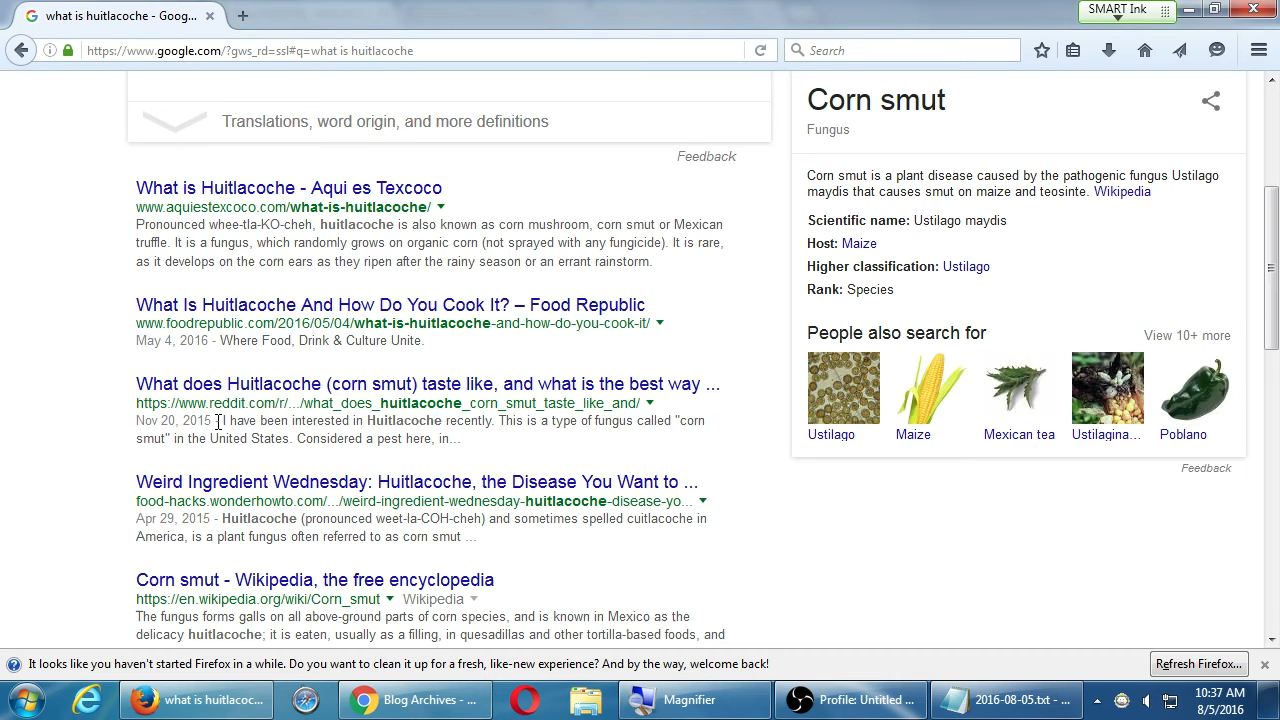 what is huitlacoche - Goog...
SMART Ink
https://www.google.com/?gws_rd=ssl#q=what is huitlacoche
Search
Translations, word origin, and more definitions
Feedback
What is Huitlacoche - Aqui es Texcoco
www.aquiestexcoco.com/what-is-huitlacoche/
Pronounced whee-tla-KO-cheh, huitlacoche is also known as corn mushroom, corn smut or Mexican
truffle. It is a fungus, which randomly grows on organic corn (not sprayed with any fungicide). It is rare,
as it develops on the corn ears as they ripen after the rainy season or an errant rainstorm.
What Is Huitlacoche And How Do You Cook It? – Food Republic
www.foodrepublic.com/2016/05/04/what-is-huitlacoche-and-how-do-you-cook-it/
May 4, 2016 - Where Food, Drink & Culture Unite.
What does Huitlacoche (corn smut) taste like, and what is the best way ...
https://www.reddit.com/r/.../what_does_huitlacoche_corn_smut_taste_like_and/
Nov 20, 2015 - I have been interested in Huitlacoche recently. This is a type of fungus called "corn
smut" in the United States. Considered a pest here, in...
Weird Ingredient Wednesday: Huitlacoche, the Disease You Want to ...
food-hacks.wonderhowto.com/.../weird-ingredient-wednesday-huitlacoche-disease-yo...
Apr 29, 2015 - Huitlacoche (pronounced weet-la-COH-cheh) and sometimes spelled cuitlacoche in
America, is a plant fungus often referred to as corn smut ...
Corn smut - Wikipedia, the free encyclopedia
https://en.wikipedia.org/wiki/Corn_smut Wikipedia
The fungus forms galls on all above-ground parts of corn species, and is known in Mexico as the
delicacy huitlacoche; it is eaten, usually as a filling, in quesadillas and other tortilla-based foods, and
Corn smut
Fungus
Corn smut is a plant disease caused by the pathogenic fungus Ustilago
maydis that causes smut on maize and teosinte. Wikipedia
Scientific name: Ustilago maydis
Host: Maize
Higher classification: Ustilago
Rank: Species
People also search for
View 10+ more
Ustilago
Maize
Mexican tea
Ustilagina...
Poblano
Feedback
It looks like you haven't started Firefox in a while. Do you want to clean it up for a fresh, like-new experience? And by the way, welcome back!
Refresh Firefox...
what is huitlacoc...
Blog Archives - ...
Magnifier
Profile: Untitled ...
2016-08-05.txt - ...
10:37 AM
8/5/2016